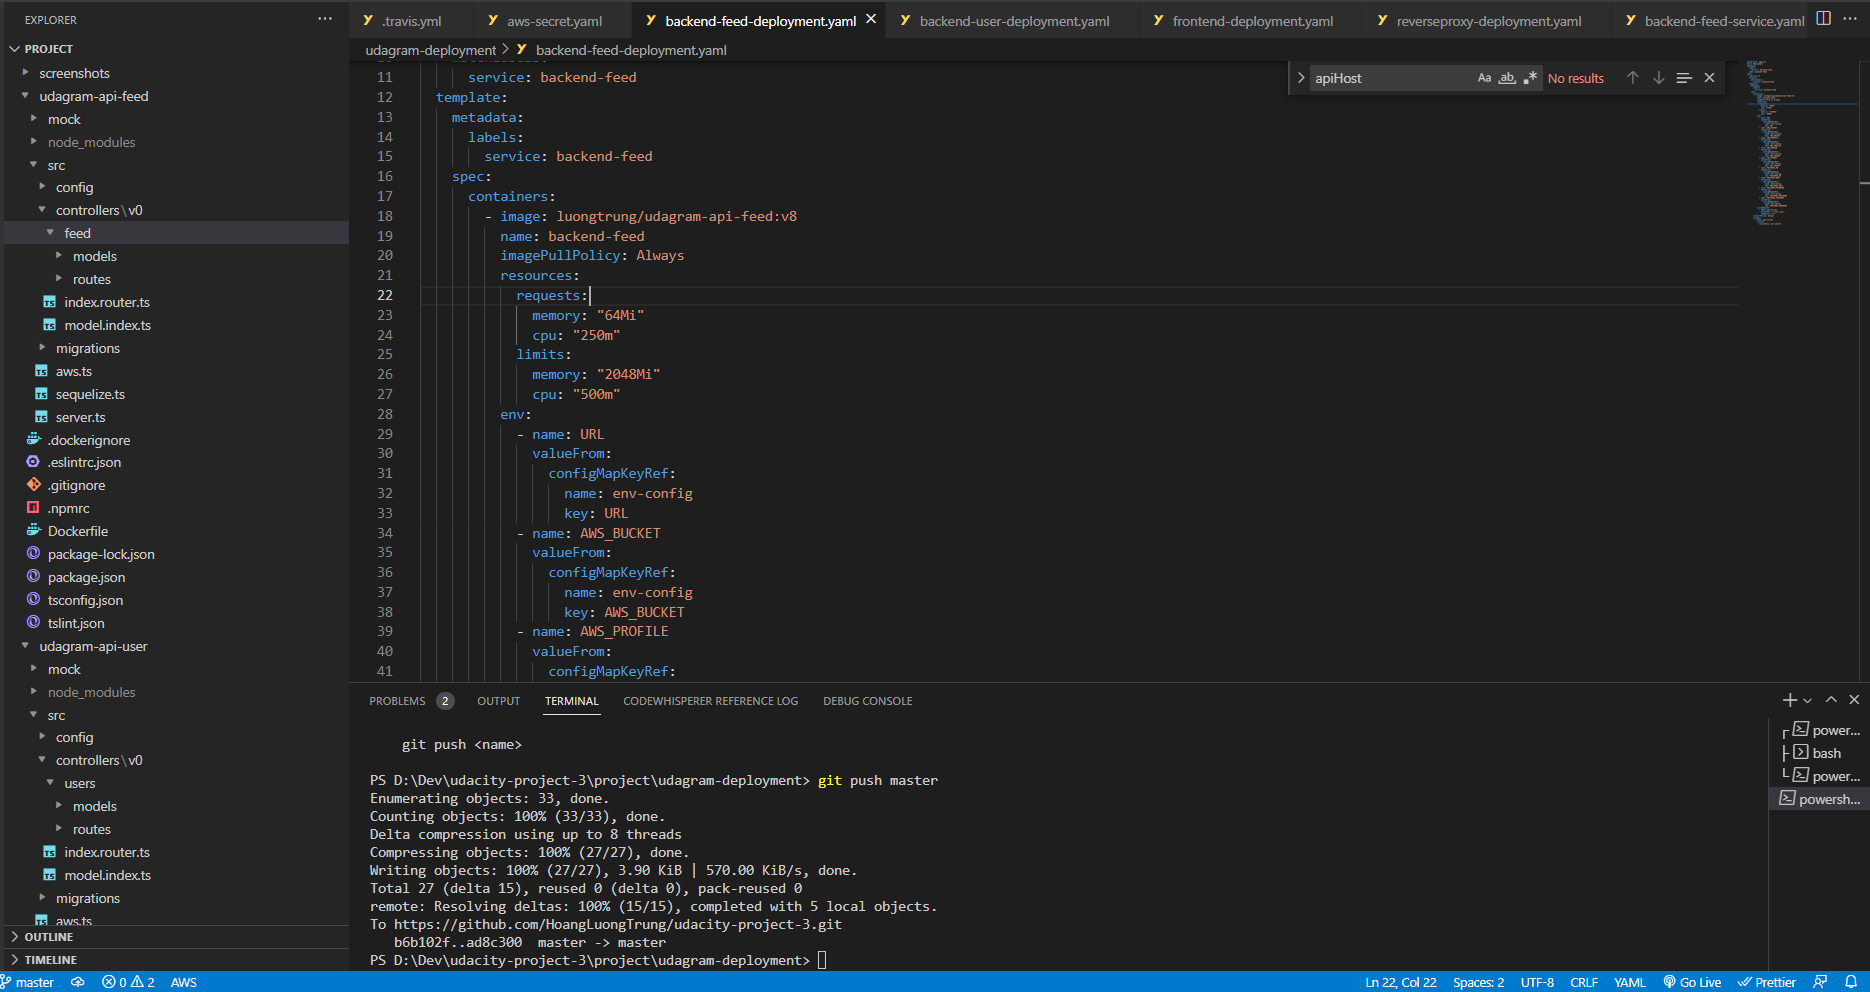 EXPLORER
PROJECT
screenshots
udagram-api-feed
mock
node_modules
src
config
controllers\v0
feed
models
routes
index.router.ts
model.index.ts
migrations
aws.ts
sequelize.ts
server.ts
.dockerignore
.eslintrc.json
.gitignore
.npmrc
Dockerfile
package-lock.json
package.json
tsconfig.json
tslint.json
udagram-api-user
mock
node_modules
src
config
controllers\v0
users
models
routes
index.router.ts
model.index.ts
migrations
aws.ts
OUTLINE
TIMELINE
.travis.yml
aws-secret.yaml
backend-feed-deployment.yaml
backend-user-deployment.yaml
frontend-deployment.yaml
reverseproxy-deployment.yaml
backend-feed-service.yaml
udagram-deployment > backend-feed-deployment.yaml
apiHost Aa ab .* No results
11 service: backend-feed
12 template:
13 metadata:
14 labels:
15 service: backend-feed
16 spec:
17 containers:
18 - image: luongtrung/udagram-api-feed:v8
19 name: backend-feed
20 imagePullPolicy: Always
21 resources:
22 requests:
23 memory: "64Mi"
24 cpu: "250m"
25 limits:
26 memory: "2048Mi"
27 cpu: "500m"
28 env:
29 - name: URL
30 valueFrom:
31 configMapKeyRef:
32 name: env-config
33 key: URL
34 - name: AWS_BUCKET
35 valueFrom:
36 configMapKeyRef:
37 name: env-config
38 key: AWS_BUCKET
39 - name: AWS_PROFILE
40 valueFrom:
41 configMapKeyRef:
PROBLEMS 2 OUTPUT TERMINAL CODEWHISPERER REFERENCE LOG DEBUG CONSOLE
git push <name>
PS D:\Dev\udacity-project-3\project\udagram-deployment> git push master
Enumerating objects: 33, done.
Counting objects: 100% (33/33), done.
Delta compression using up to 8 threads
Compressing objects: 100% (27/27), done.
Writing objects: 100% (27/27), 3.90 KiB | 570.00 KiB/s, done.
Total 27 (delta 15), reused 0 (delta 0), pack-reused 0
remote: Resolving deltas: 100% (15/15), completed with 5 local objects.
To https://github.com/HoangLuongTrung/udacity-project-3.git
b6b102f..ad8c300 master -> master
PS D:\Dev\udacity-project-3\project\udagram-deployment>
power...
bash
power...
powersh...
master 0 2 AWS Ln 22, Col 22 Spaces: 2 UTF-8 CRLF YAML Go Live Prettier